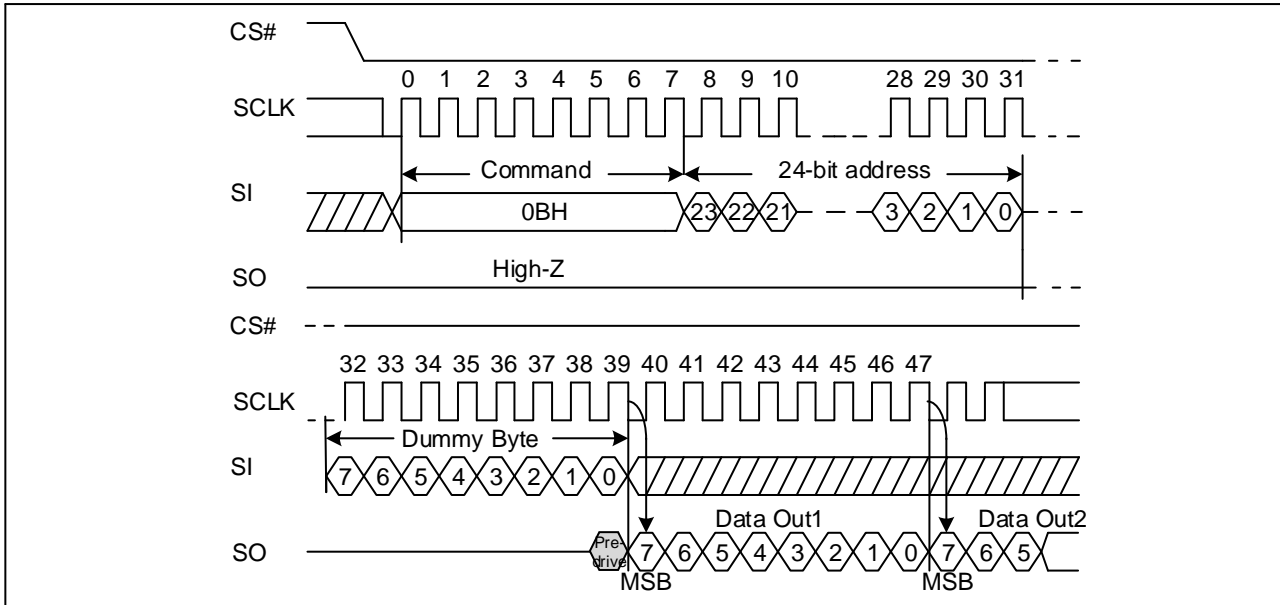 CS#
0 1 2 3 4 5 6 7 8 9 10 28 29 30 31
SCLK
Command 24-bit address
SI
0BH 23 22 21 3 2 1 0
High-Z
SO
CS#
32 33 34 35 36 37 38 39 40 41 42 43 44 45 46 47
SCLK
Dummy Byte
SI
7 6 5 4 3 2 1 0
Data Out1 Data Out2
SO
Pre-
drive
7 6 5 4 3 2 1 0 7 6 5
MSB MSB